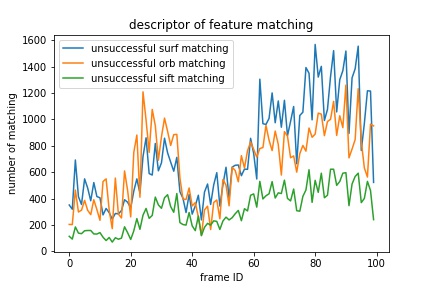 descriptor of feature matching
1600
1400
1200
1000
800
600
400
200
0
number of matching
unsuccessful surf matching
unsuccessful orb matching
unsuccessful sift matching
0 20 40 60 80 100
frame ID